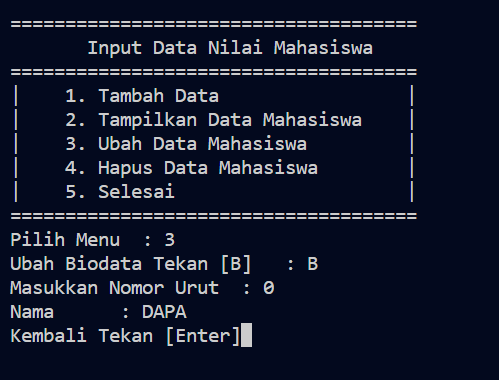 =====================================
Input Data Nilai Mahasiswa
=====================================
|    1. Tambah Data                 |
|    2. Tampilkan Data Mahasiswa    |
|    3. Ubah Data Mahasiswa         |
|    4. Hapus Data Mahasiswa        |
|    5. Selesai                     |
=====================================
Pilih Menu  : 3
Ubah Biodata Tekan [B]   : B
Masukkan Nomor Urut  : 0
Nama      : DAPA
Kembali Tekan [Enter]